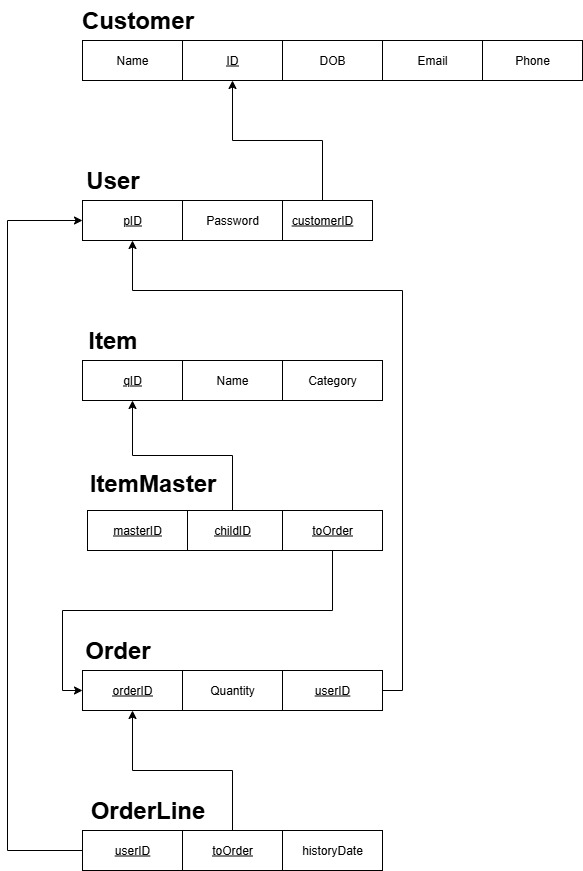 Customer
Name ID DOB Email Phone
User
pID Password customerID
Item
qID Name Category
ItemMaster
masterID childID toOrder
Order
orderID Quantity userID
OrderLine
userID toOrder historyDate